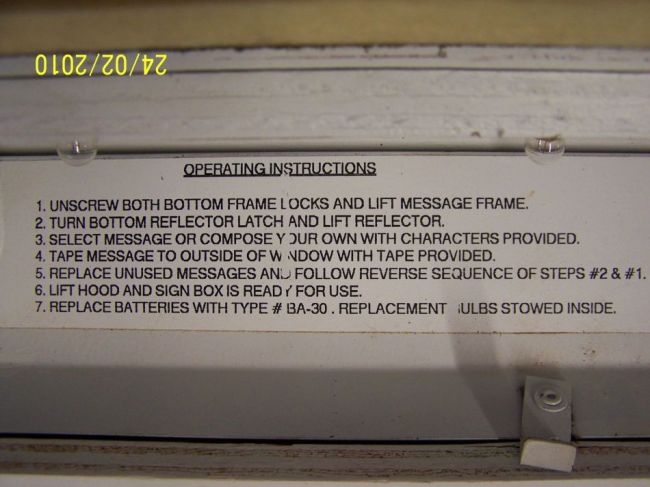 24/02/2010
OPERATING INSTRUCTIONS
1. UNSCREW BOTH BOTTOM FRAME LOCKS AND LIFT MESSAGE FRAME.
2. TURN BOTTOM REFLECTOR LATCH AND LIFT REFLECTOR.
3. SELECT MESSAGE OR COMPOSE YOUR OWN WITH CHARACTERS PROVIDED.
4. TAPE MESSAGE TO OUTSIDE OF WINDOW WITH TAPE PROVIDED.
5. REPLACE UNUSED MESSAGES AND FOLLOW REVERSE SEQUENCE OF STEPS #2 & #1.
6. LIFT HOOD AND SIGN BOX IS READY FOR USE.
7. REPLACE BATTERIES WITH TYPE # BA-30 . REPLACEMENT BULBS STOWED INSIDE.